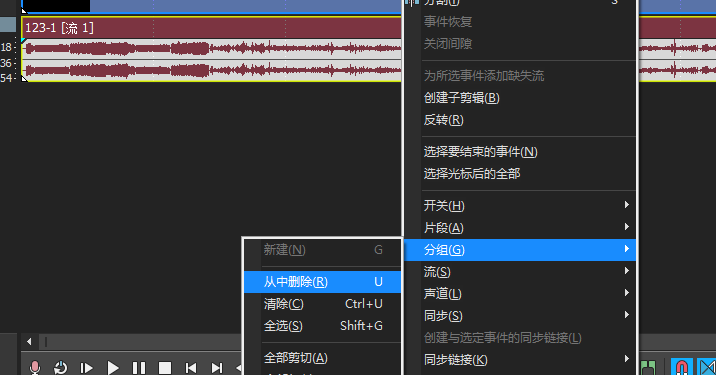 分割(I) S
事件恢复
关闭间隙
为所选事件添加缺失流
创建子剪辑(B)
反转(R)
选择要结束的事件(N)
选择光标后的全部
开关(H)
片段(A)
分组(G)
流(S)
声道(L)
同步(S)
创建与选定事件的同步链接(L)
同步链接(K)
123-1 [流 1]
18
36
54
新建(N) G
从中删除(R) U
清除(C) Ctrl+U
全选(S) Shift+G
全部剪切(A)